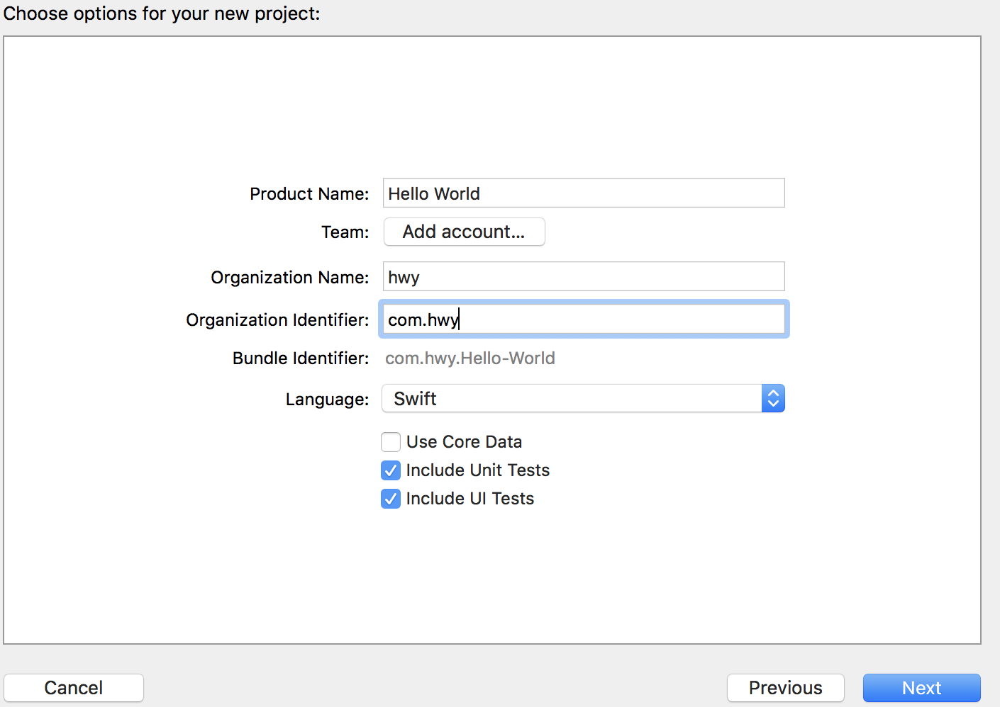 Choose options for your new project:
Product Name: Hello World
Team: Add account...
Organization Name: hwy
Organization Identifier: com.hwy
Bundle Identifier: com.hwy.Hello-World
Language: Swift
Use Core Data
Include Unit Tests
Include UI Tests
Cancel Previous Next